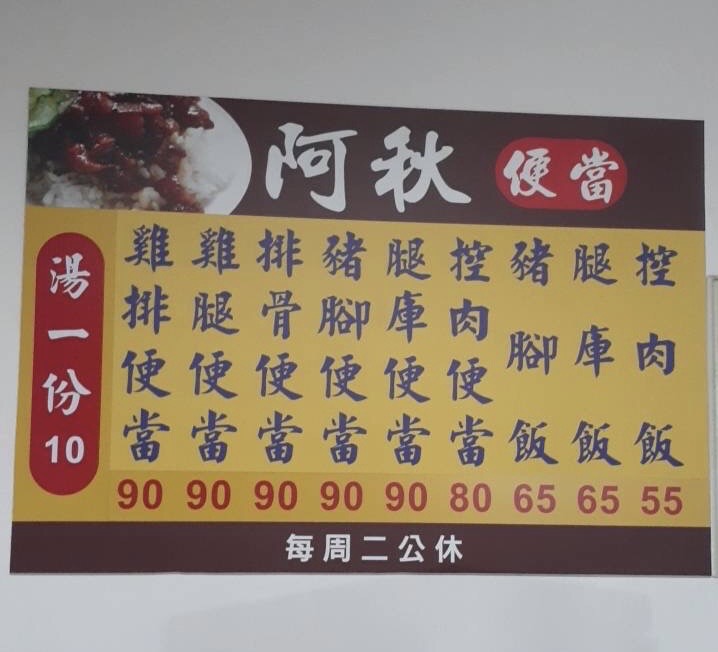 阿秋 便當
湯一份10
雞排便當 90
雞腿便當 90
排骨便當 90
豬腳便當 90
腿庫便當 90
控肉便當 80
豬腳飯 65
腿庫飯 65
控肉飯 55
每周二公休